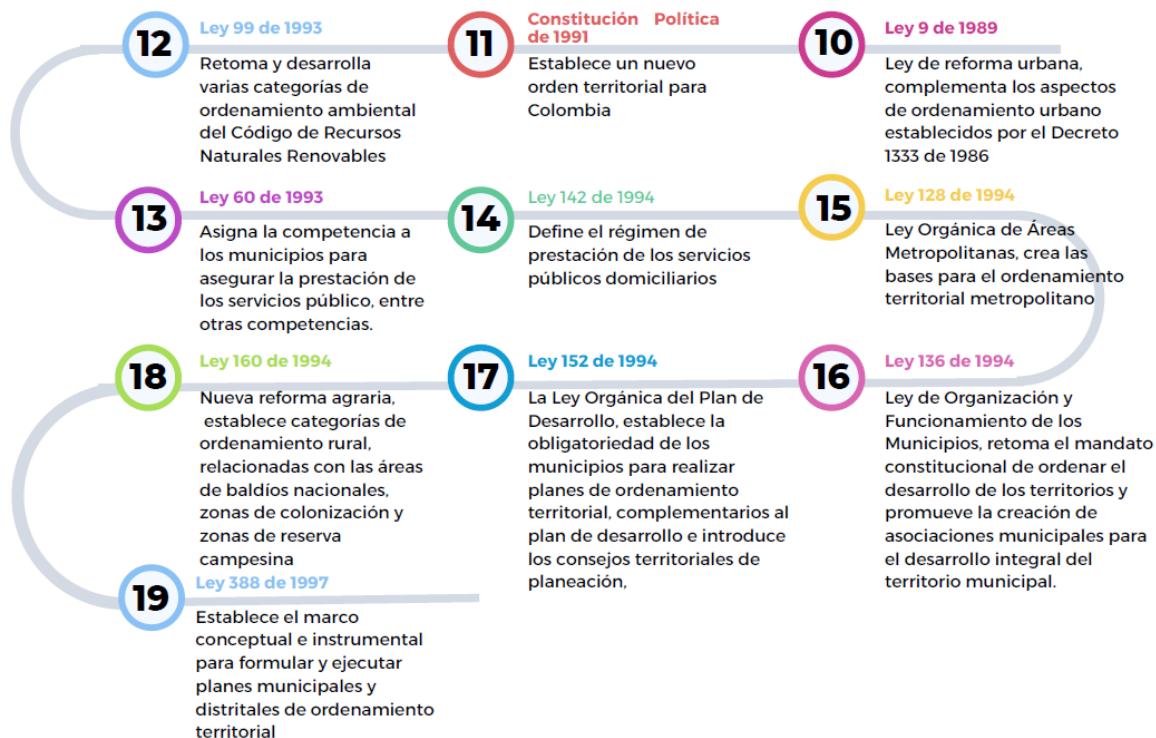 12
Ley 99 de 1993
Retoma y desarrolla
varias categorías de
ordenamiento ambiental
del Código de Recursos
Naturales Renovables
11
Constitución Política
de 1991
Establece un nuevo
orden territorial para
Colombia
10
Ley 9 de 1989
Ley de reforma urbana,
complementa los aspectos
de ordenamiento urbano
establecidos por el Decreto
1333 de 1986
13
Ley 60 de 1993
Asigna la competencia a
los municipios para
asegurar la prestación de
los servicios público, entre
otras competencias.
14
Ley 142 de 1994
Define el régimen de
prestación de los servicios
públicos domiciliarios
15
Ley 128 de 1994
Ley Orgánica de Áreas
Metropolitanas, crea las
bases para el ordenamiento
territorial metropolitano
18
Ley 160 de 1994
Nueva reforma agraria,
establece categorías de
ordenamiento rural,
relacionadas con las áreas
de baldíos nacionales,
zonas de colonización y
zonas de reserva
campesina
17
Ley 152 de 1994
La Ley Orgánica del Plan de
Desarrollo, establece la
obligatoriedad de los
municipios para realizar
planes de ordenamiento
territorial, complementarios al
plan de desarrollo e introduce
los consejos territoriales de
planeación,
16
Ley 136 de 1994
Ley de Organización y
Funcionamiento de los
Municipios, retoma el mandato
constitucional de ordenar el
desarrollo de los territorios y
promueve la creación de
asociaciones municipales para
el desarrollo integral del
territorio municipal.
19
Ley 388 de 1997
Establece el marco
conceptual e instrumental
para formular y ejecutar
planes municipales y
distritales de ordenamiento
territorial